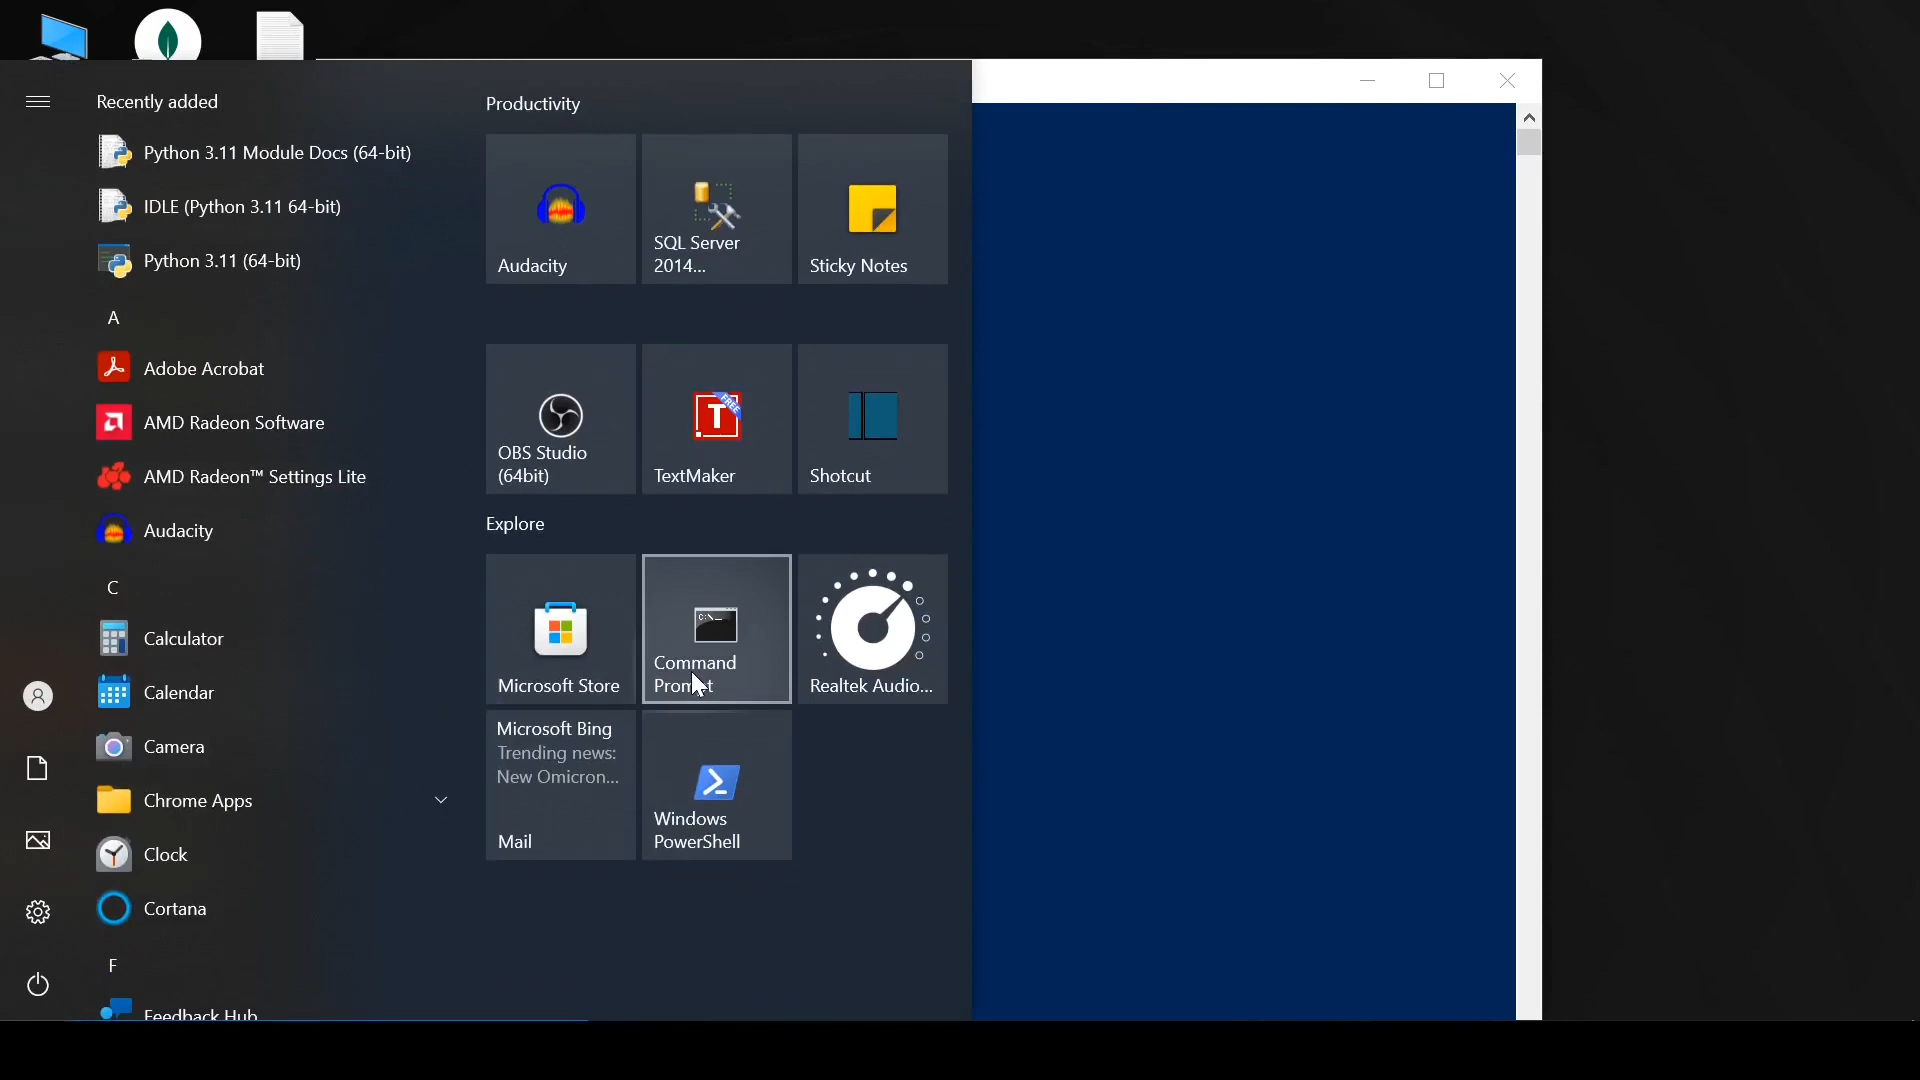 Recently added
Python 3.11 Module Docs (64-bit)
IDLE (Python 3.11 64-bit)
Python 3.11 (64-bit)
A
Adobe Acrobat
AMD Radeon Software
AMD Radeon™ Settings Lite
Audacity
C
Calculator
Calendar
Camera
Chrome Apps
Clock
Cortana
F
Feedback Hub
Productivity
Audacity
SQL Server
2014...
Sticky Notes
OBS Studio
(64bit)
T
FREE
TextMaker
Shotcut
Explore
Microsoft Store
C:\
Command
Prompt
Realtek Audio...
Microsoft Bing
Trending news:
New Omicron...
Mail
Windows
PowerShell